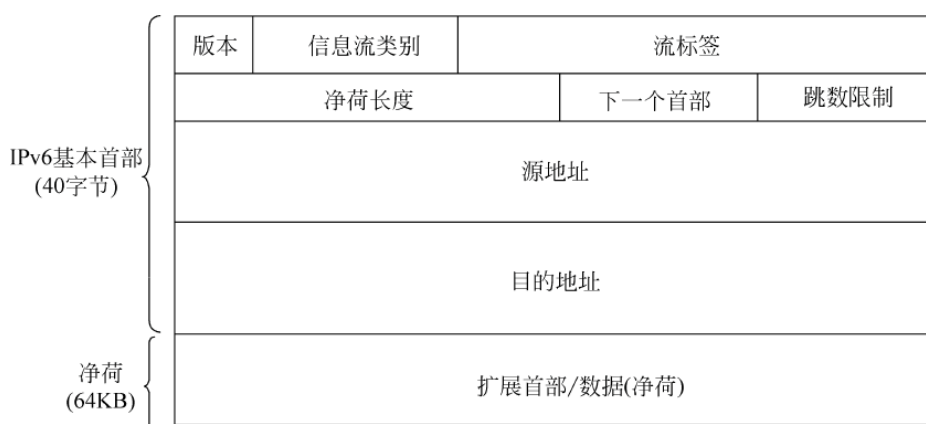 版本 信息流类别 流标签
净荷长度 下一个首部 跳数限制
IPv6基本首部
(40字节)
源地址
目的地址
净荷
(64KB)
扩展首部/数据(净荷)